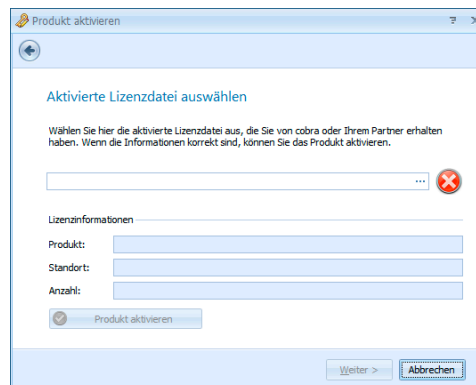 Produkt aktivieren
Aktivierte Lizenzdatei auswählen
Wählen Sie hier die aktivierte Lizenzdatei aus, die Sie von cobra oder Ihrem Partner erhalten
haben. Wenn die Informationen korrekt sind, können Sie das Produkt aktivieren.
...
Lizenzinformationen
Produkt:
Standort:
Anzahl:
Produkt aktivieren
Weiter >
Abbrechen